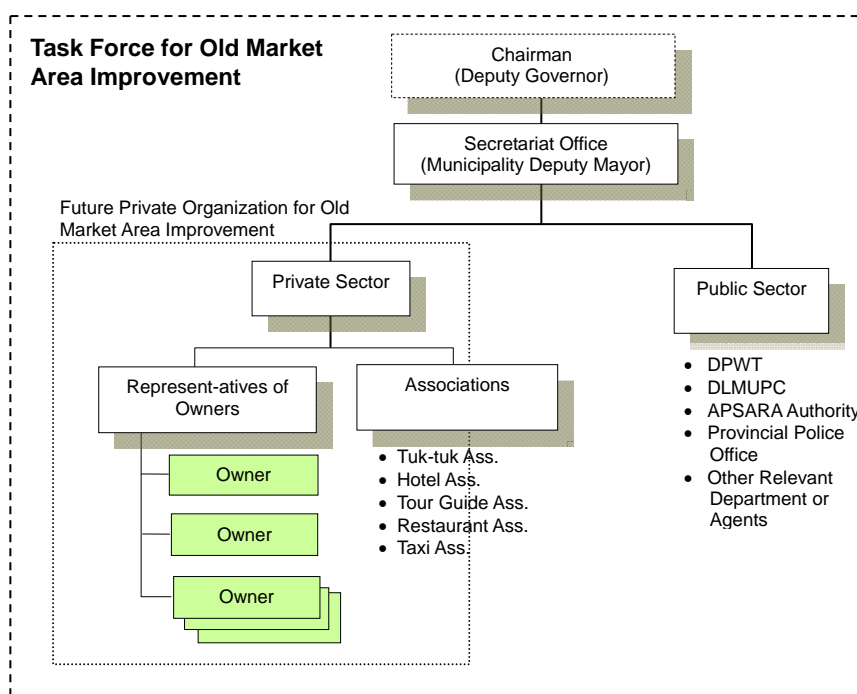 Task Force for Old Market
Area Improvement
Chairman
(Deputy Governor)
Secretariat Office
(Municipality Deputy Mayor)
Future Private Organization for Old
Market Area Improvement
Private Sector
Public Sector
• DPWT
• DLMUPC
• APSARA Authority
• Provincial Police
Office
• Other Relevant
Department or
Agents
Represent-atives of
Owners
Associations
• Tuk-tuk Ass.
• Hotel Ass.
• Tour Guide Ass.
• Restaurant Ass.
• Taxi Ass.
Owner
Owner
Owner